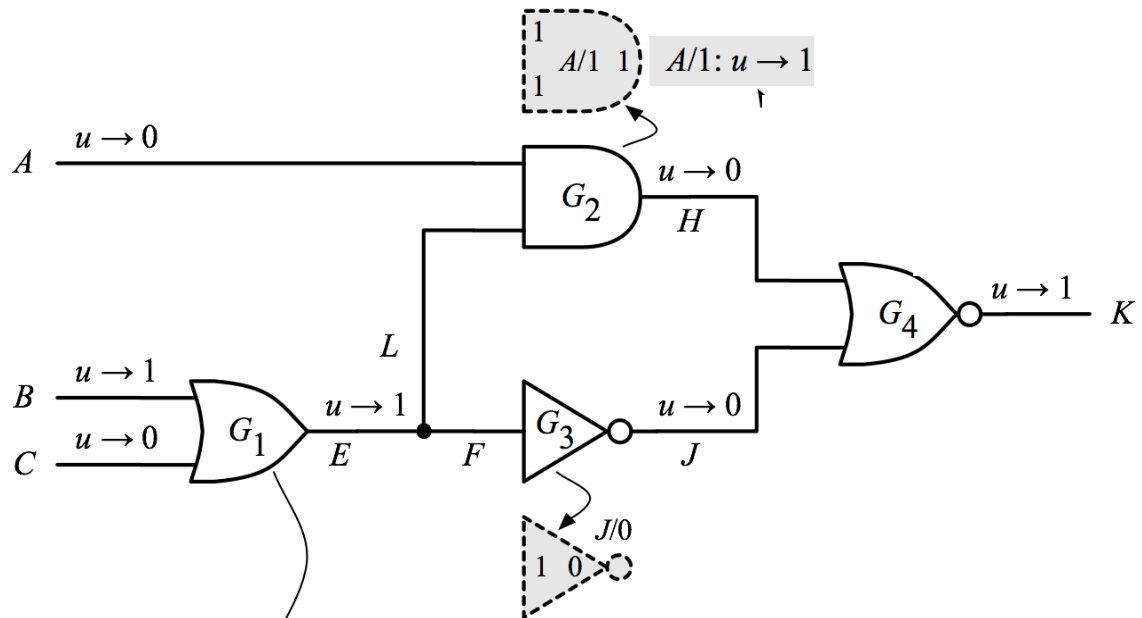 1
A/1 1
1
A/1: u → 1
u → 0
A
G2
u → 0
H
u → 1
G4
K
L
B
u → 1
C
u → 0
G1
u → 1
E
F
G3
u → 0
J
J/0
1 0